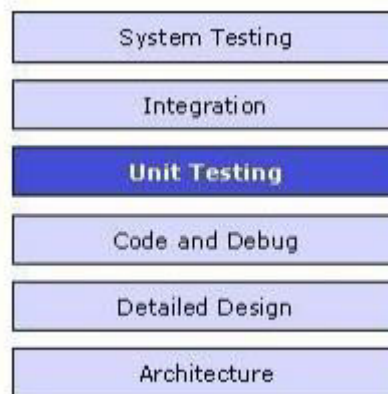 System Testing
Integration
Unit Testing
Code and Debug
Detailed Design
Architecture